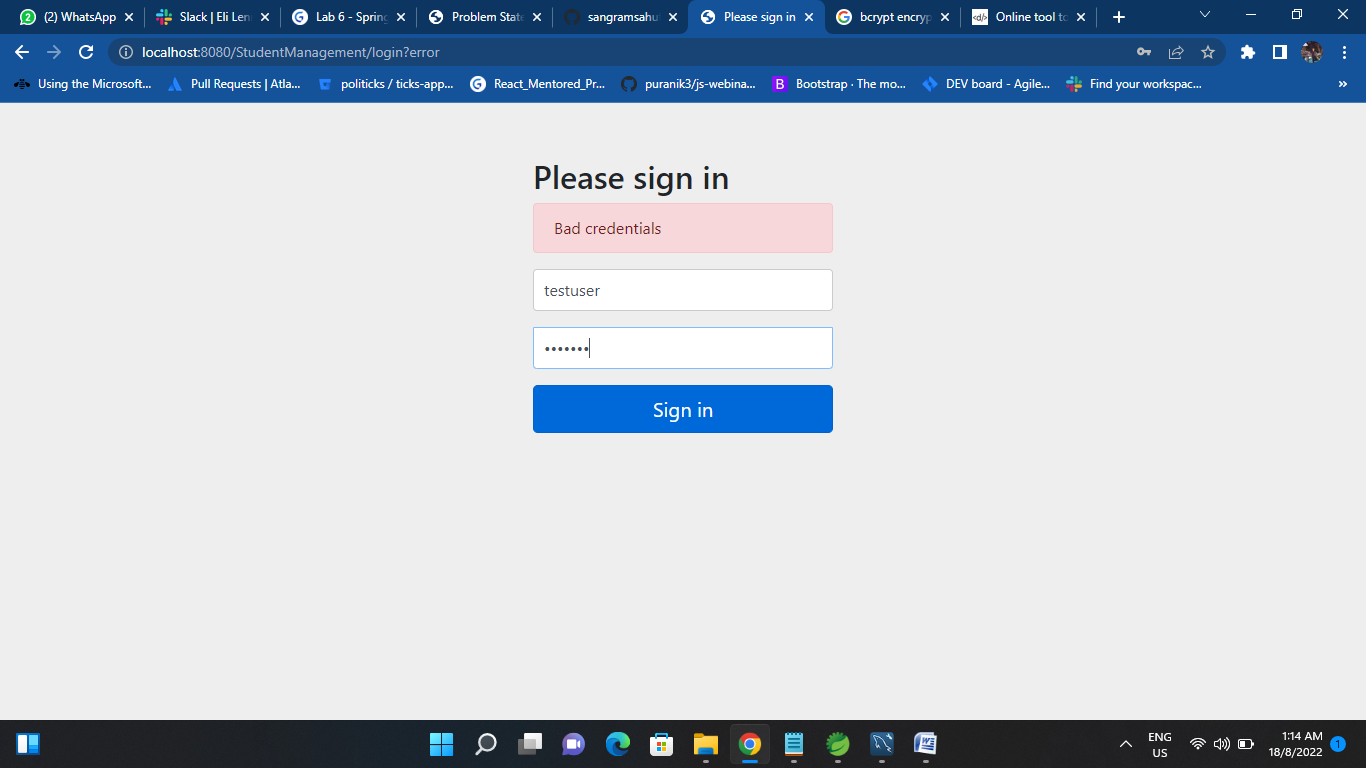 (2) WhatsApp
Slack | Eli Len
Lab 6 - Spring
Problem State
sangramsahu
Please sign in
bcrypt encryp
Online tool to
localhost:8080/StudentManagement/login?error
Using the Microsoft...
Pull Requests | Atla...
politicks / ticks-app...
React_Mentored_Pr...
puranik3/js-webina...
B
Bootstrap · The mo...
DEV board - Agile...
Find your workspac...
»
Please sign in
Bad credentials
testuser
•••••••
Sign in
ENG
US
1:14 AM
18/8/2022
1